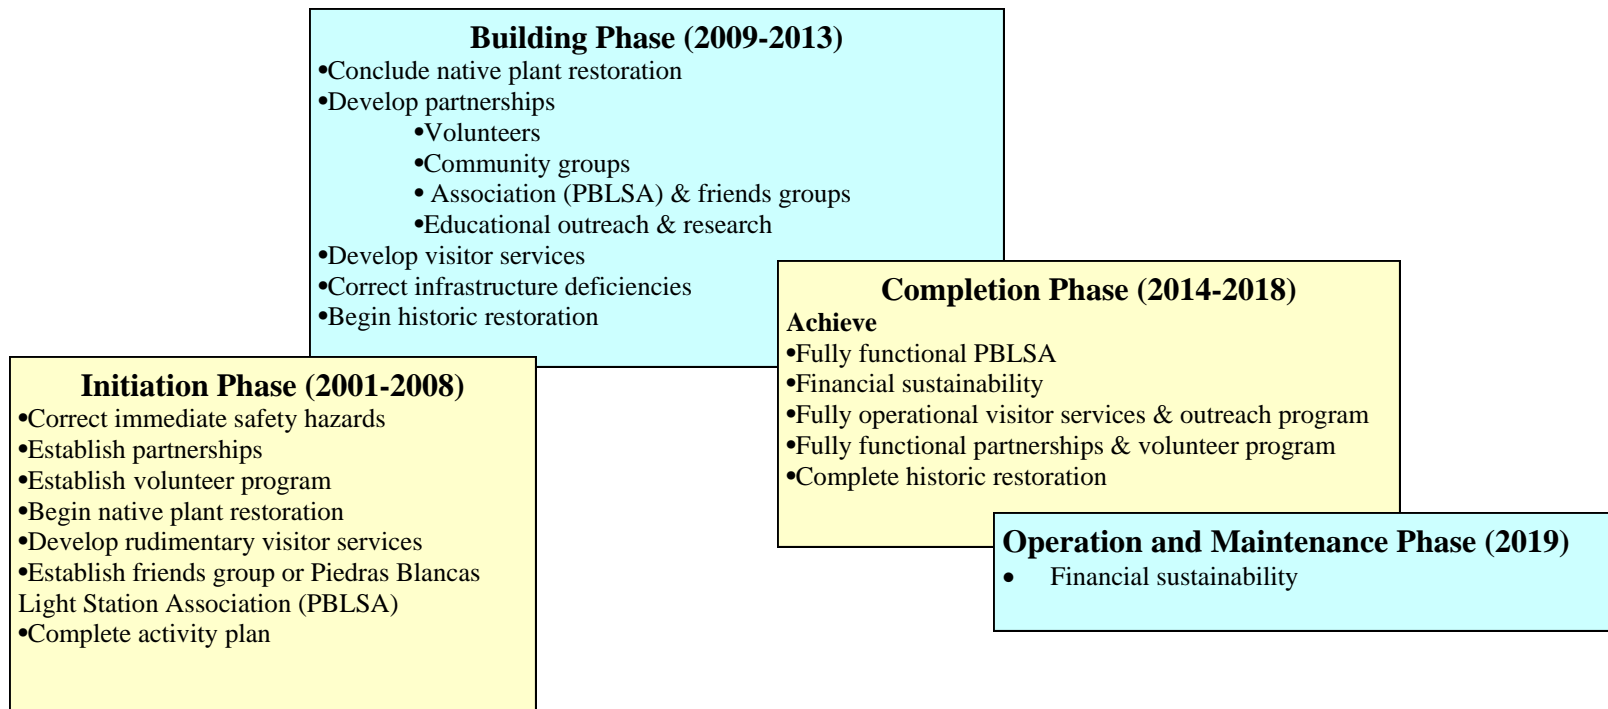 Building Phase (2009-2013)
•Conclude native plant restoration
•Develop partnerships
•Volunteers
•Community groups
• Association (PBLSA) & friends groups
•Educational outreach & research
•Develop visitor services
•Correct infrastructure deficiencies
•Begin historic restoration
Completion Phase (2014-2018)
Achieve
•Fully functional PBLSA
•Financial sustainability
•Fully operational visitor services & outreach program
•Fully functional partnerships & volunteer program
•Complete historic restoration
Initiation Phase (2001-2008)
•Correct immediate safety hazards
•Establish partnerships
•Establish volunteer program
•Begin native plant restoration
•Develop rudimentary visitor services
•Establish friends group or Piedras Blancas
Light Station Association (PBLSA)
•Complete activity plan
Operation and Maintenance Phase (2019)
• Financial sustainability